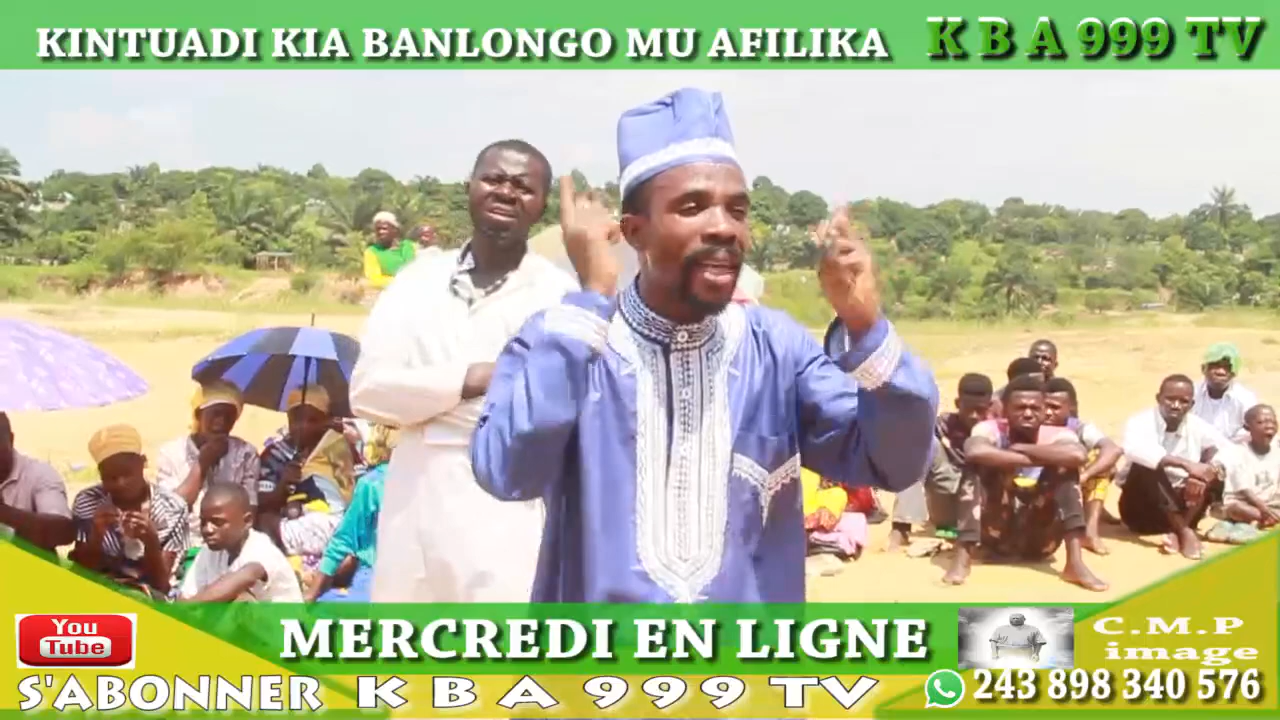 KINTUADI KIA BANLONGO MU AFILIKA
K B A 999 TV
MERCREDI EN LIGNE
You
Tube
C.M.P
image
S'ABONNER K B A 999 TV
243 898 340 576